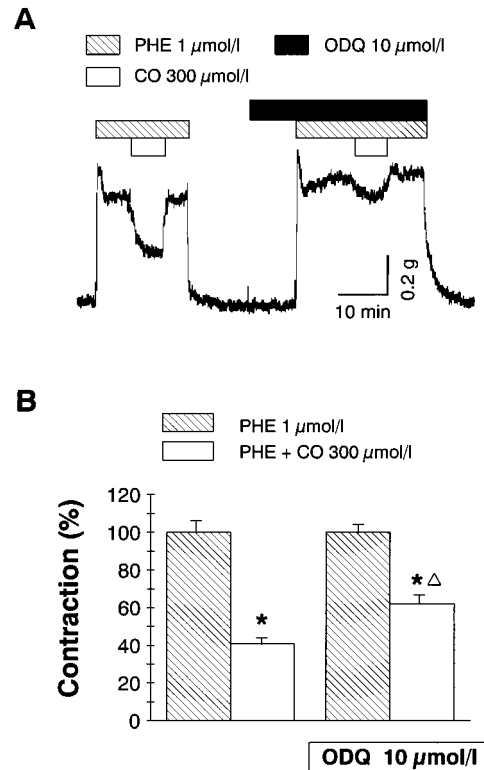 A
PHE 1 µmol/l
ODQ 10 µmol/l
CO 300 µmol/l
0.2 g
10 min
B
PHE 1 µmol/l
PHE + CO 300 µmol/l
Contraction (%)
120
100
80
60
40
20
0
*
* △
ODQ 10 µmol/l